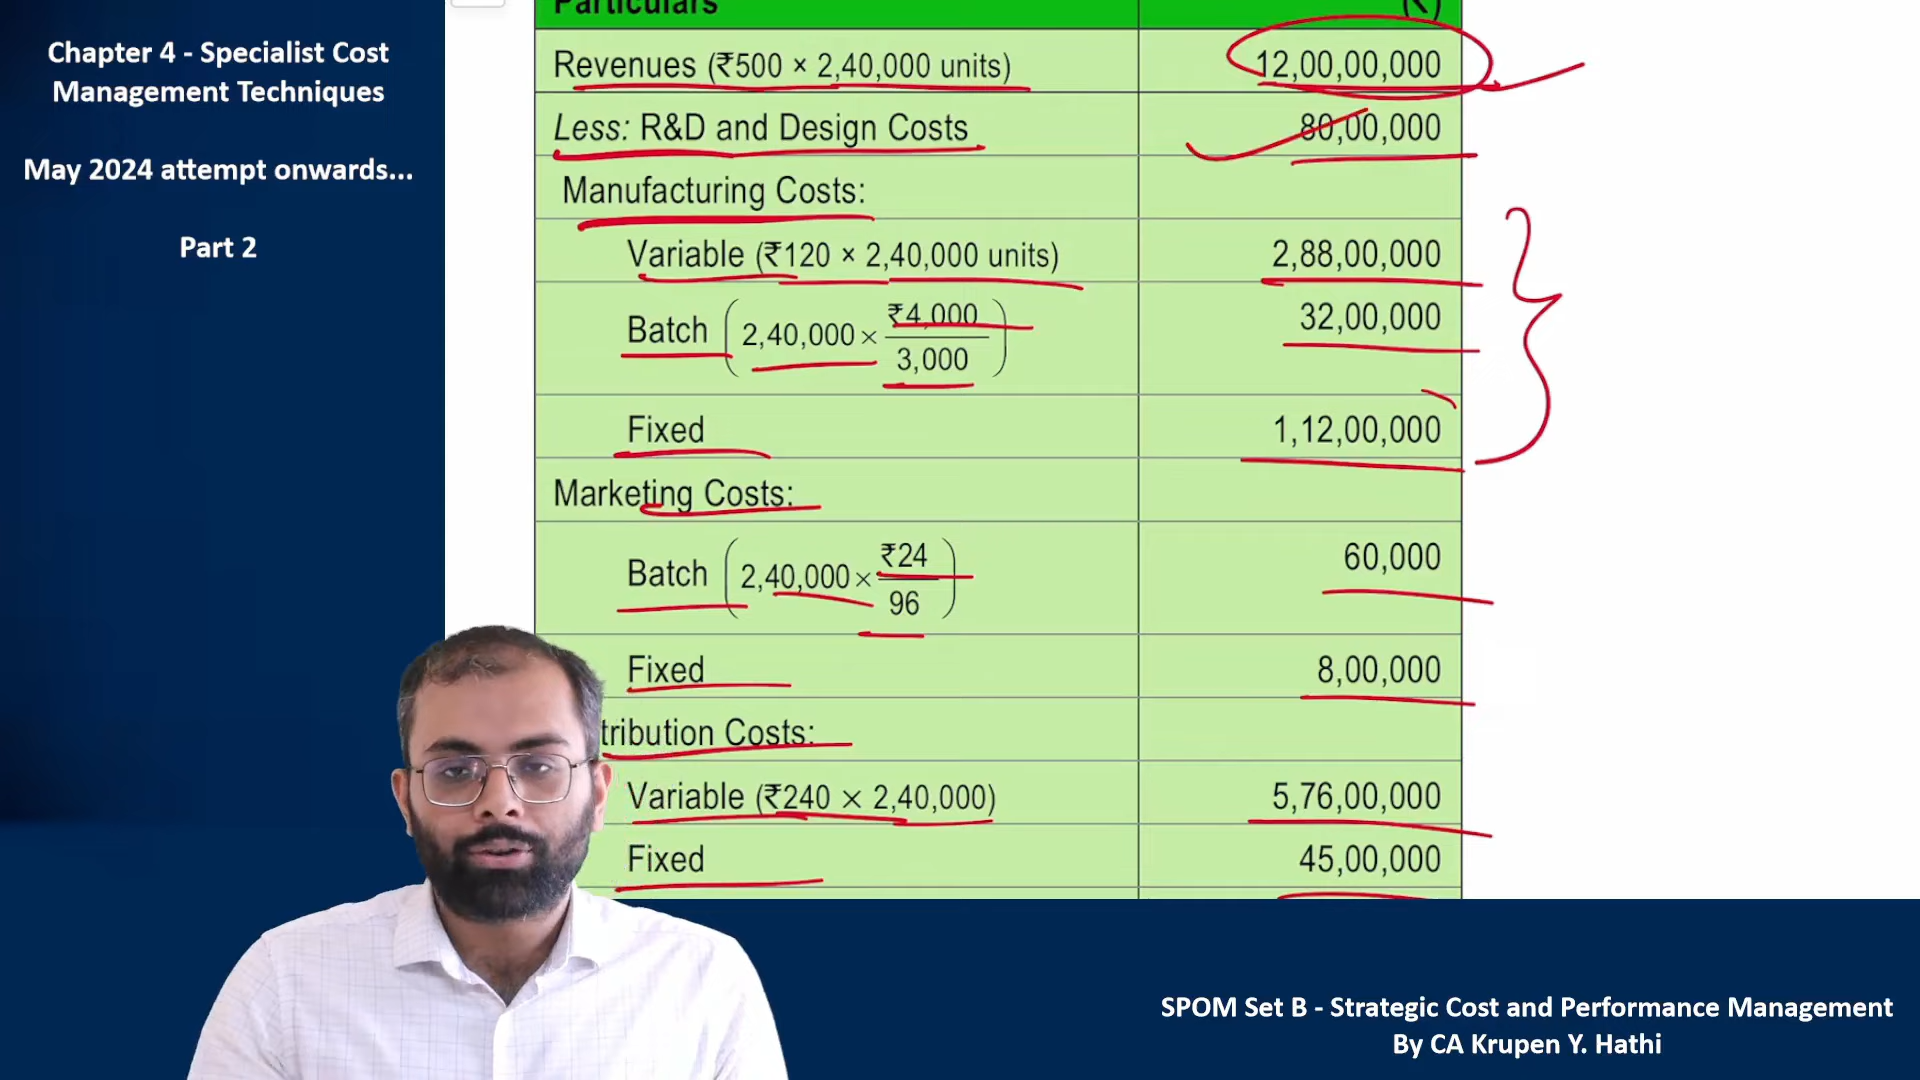 Chapter 4 - Specialist Cost
Management Techniques
May 2024 attempt onwards...
Part 2
Particulars (₹)
Revenues (₹500 × 2,40,000 units) 12,00,00,000
Less: R&D and Design Costs 80,00,000
Manufacturing Costs:
Variable (₹120 × 2,40,000 units) 2,88,00,000
Batch (2,40,000 × ₹4,000 / 3,000) 32,00,000
Fixed 1,12,00,000
Marketing Costs:
Batch (2,40,000 × ₹24 / 96) 60,000
Fixed 8,00,000
tribution Costs:
Variable (₹240 × 2,40,000) 5,76,00,000
Fixed 45,00,000
SPOM Set B - Strategic Cost and Performance Management
By CA Krupen Y. Hathi